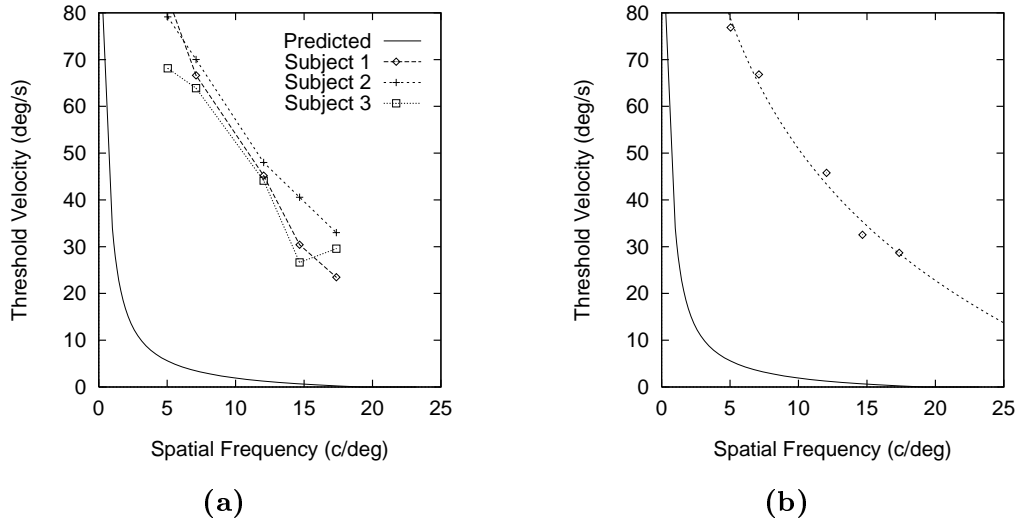 80
70
60
50
40
30
20
10
0
Threshold Velocity (deg/s)
Predicted
Subject 1
Subject 2
Subject 3
0 5 10 15 20 25
Spatial Frequency (c/deg)
(a)
80
70
60
50
40
30
20
10
0
Threshold Velocity (deg/s)
0 5 10 15 20 25
Spatial Frequency (c/deg)
(b)